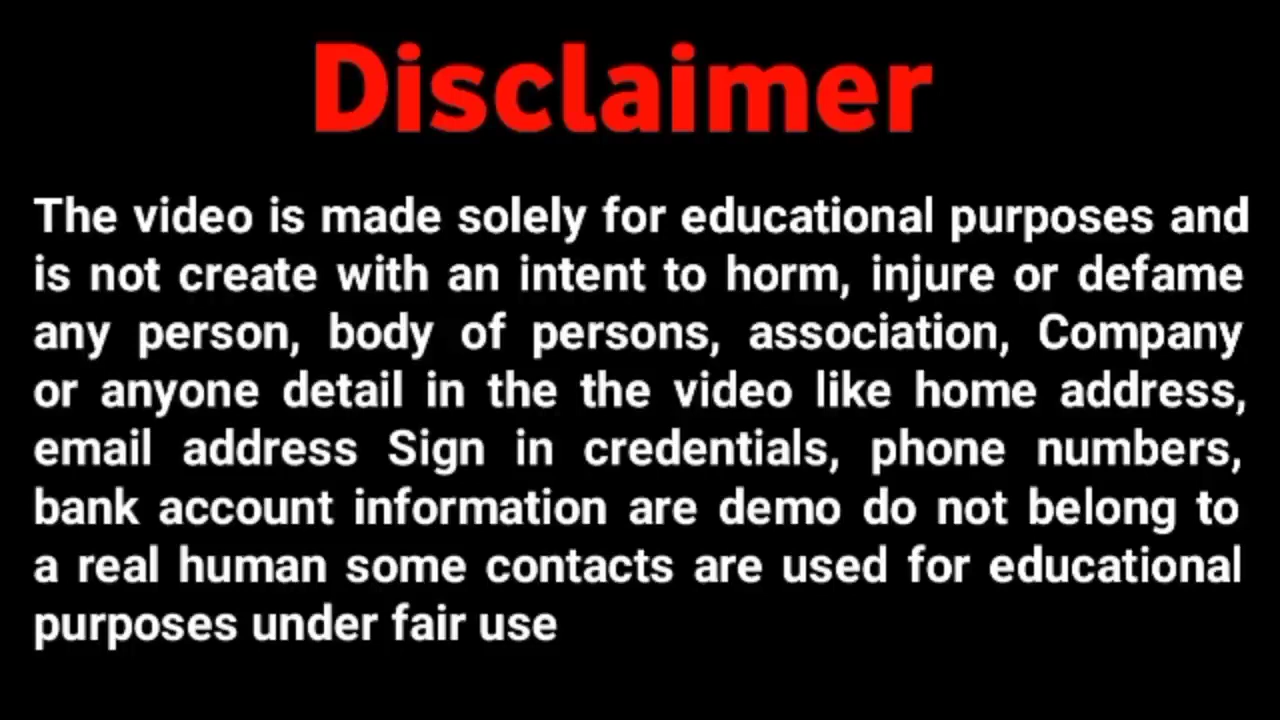 Disclaimer
The video is made solely for educational purposes and
is not create with an intent to horm, injure or defame
any person, body of persons, association, Company
or anyone detail in the the video like home address,
email address Sign in credentials, phone numbers,
bank account information are demo do not belong to
a real human some contacts are used for educational
purposes under fair use